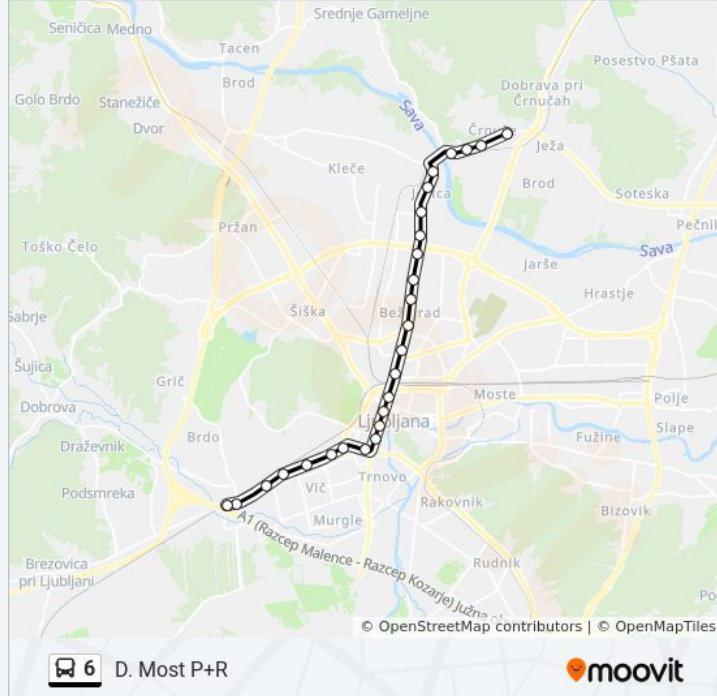 Srednje Gameljne
Seničica
Medno
Tacen
Posestvo Pšata
Brod
Dobrava pri
Črnučah
Golo Brdo
Stanežiče
Sava
Dvor
Ježa
Kleče
Brod
Soteska
Pečnik
Pržan
Toško Čelo
Sava
Jarše
Hrastje
Šiška
Šujica
Grič
Moste
Polje
Dobrova
Ljubljana
Slape
Brdo
Fužine
Draževnik
Trnovo
Podsmreka
Vič
Rakovnik
Bizovik
Murgle
A1 (Razcep Malence - Razcep Kozarje) Južna
Brezovica
pri Ljubljani
Rudnik
© OpenStreetMap contributors | © OpenMapTiles
6 D. Most P+R
moovit